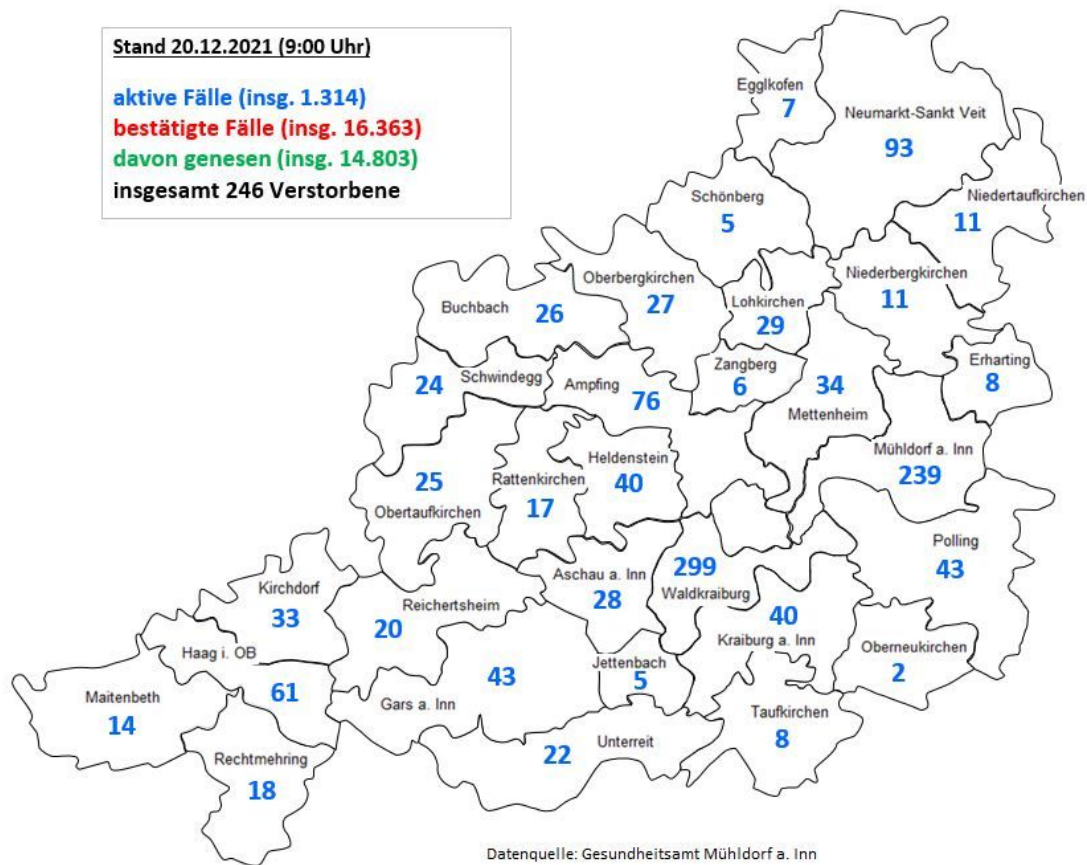 Stand 20.12.2021 (9:00 Uhr)
aktive Fälle (insg. 1.314)
bestätigte Fälle (insg. 16.363)
davon genesen (insg. 14.803)
insgesamt 246 Verstorbene
Egglkofen
7
Neumarkt-Sankt Veit
93
Schönberg
5
Niedertaufkirchen
11
Oberbergkirchen
27
Lohkirchen
29
Niederbergkirchen
11
Buchbach
26
Zangberg
6
Erharting
8
Schwindegg
24
Ampfing
76
34
Mettenheim
Mühldorf a. Inn
239
Heldenstein
40
Rattenkirchen
17
25
Obertaufkirchen
Polling
43
Aschau a. Inn
28
299
Waldkraiburg
Kirchdorf
33
Reichertsheim
20
40
Kraiburg a. Inn
Oberneukirchen
2
Haag i. OB
61
Jettenbach
5
43
Gars a. Inn
Maitenbeth
14
Taufkirchen
8
22
Unterreit
Rechtmehring
18
Datenquelle: Gesundheitsamt Mühldorf a. Inn